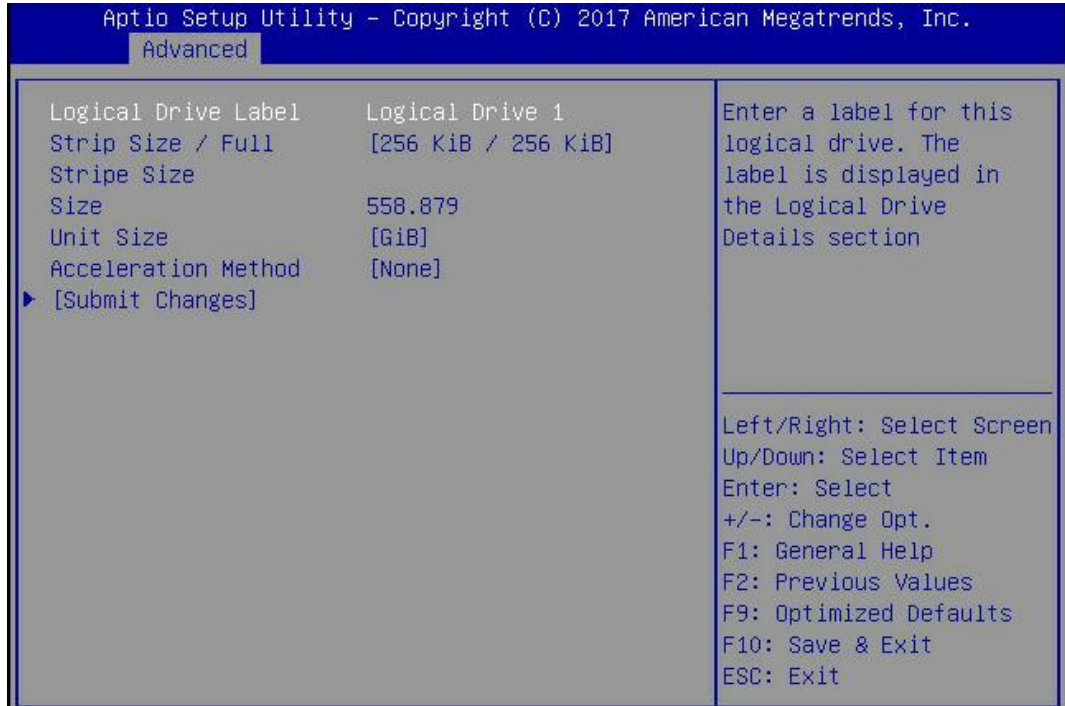 Aptio Setup Utility – Copyright (C) 2017 American Megatrends, Inc.
Advanced
Logical Drive Label Logical Drive 1
Strip Size / Full [256 KiB / 256 KiB]
Stripe Size
Size 558.879
Unit Size [GiB]
Acceleration Method [None]
[Submit Changes]
Enter a label for this
logical drive. The
label is displayed in
the Logical Drive
Details section
Left/Right: Select Screen
Up/Down: Select Item
Enter: Select
+/-: Change Opt.
F1: General Help
F2: Previous Values
F9: Optimized Defaults
F10: Save & Exit
ESC: Exit